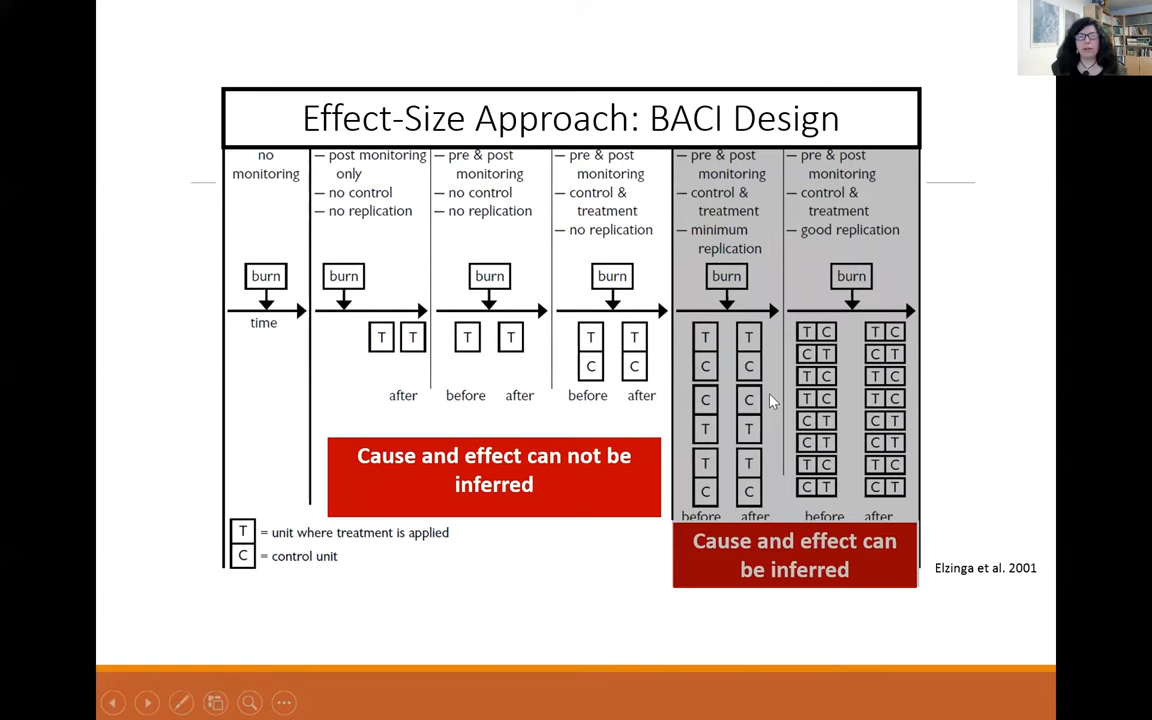 Effect-Size Approach: BACI Design
no
monitoring
– post monitoring
only
– no control
– no replication
– pre & post
monitoring
– no control
– no replication
– pre & post
monitoring
– control &
treatment
– no replication
– pre & post
monitoring
– control &
treatment
– minimum
replication
– pre & post
monitoring
– control &
treatment
– good replication
burn
burn
burn
burn
burn
burn
time
T T
after
T T
before after
T T
C C
before after
T T
C C
C C
T T
T T
C C
before after
T C T C
C T C T
T C T C
T C T C
C T C T
C T C T
T C T C
C T C T
before after
Cause and effect can not be
inferred
Cause and effect can
be inferred
T = unit where treatment is applied
C = control unit
Elzinga et al. 2001